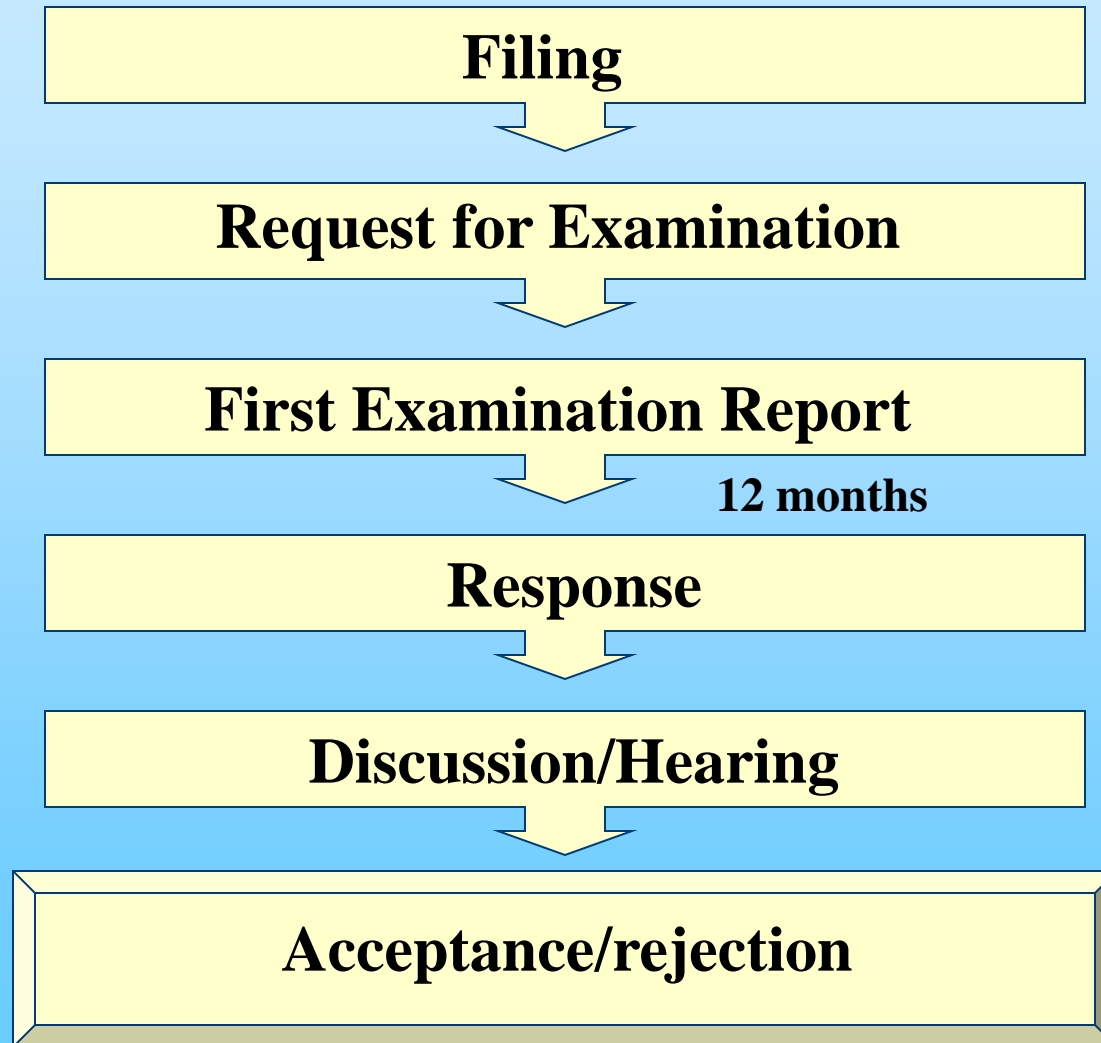 Filing
Request for Examination
First Examination Report
12 months
Response
Discussion/Hearing
Acceptance/rejection